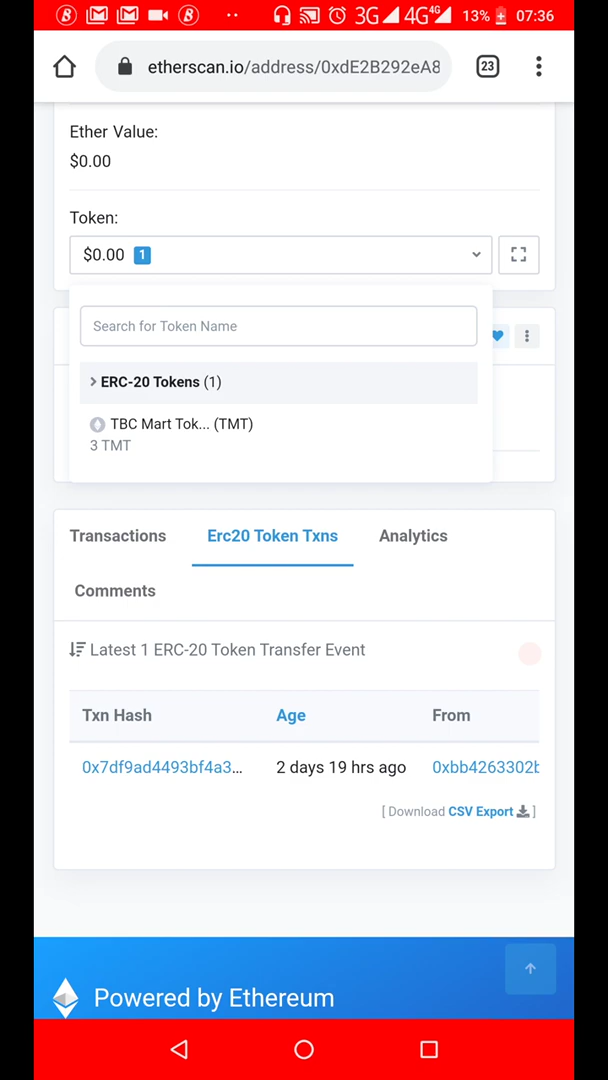 3G 4G 4G 13% 07:36
etherscan.io/address/0xdE2B292eA8
23
Ether Value:
$0.00
Token:
$0.00 1
Search for Token Name
ERC-20 Tokens (1)
TBC Mart Tok... (TMT)
3 TMT
Transactions Erc20 Token Txns Analytics
Comments
Latest 1 ERC-20 Token Transfer Event
Txn Hash Age From
0x7df9ad4493bf4a3... 2 days 19 hrs ago 0xbb4263302b
[ Download CSV Export ]
Powered by Ethereum